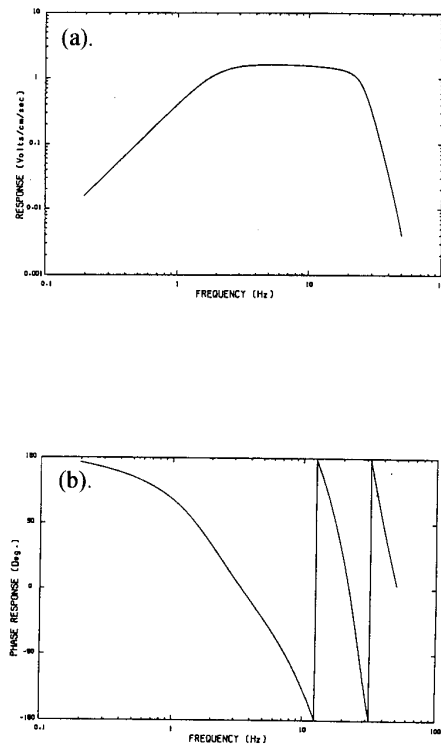 (a).
10
1
0.1
0.01
0.001
RESPONSE (Volts/cm/sec)
0.1
1
10
FREQUENCY (Hz)
(b).
180
90
0
-90
-180
PHASE RESPONSE (Deg.)
0.1
1
10
100
FREQUENCY (Hz)